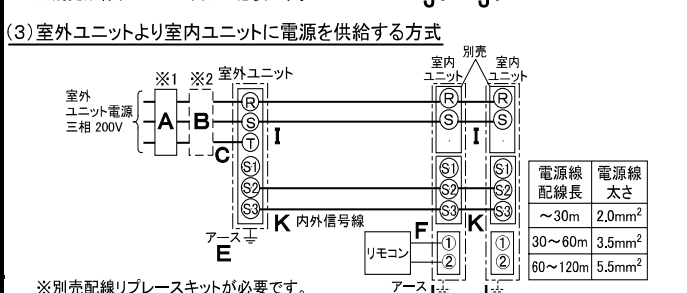 (3)室外ユニットより室内ユニットに電源を供給する方式
※1 ※2 室外ユニット
別売
室内
ユニット
室内
ユニット
室外
ユニット電源
三相 200V
A
B
C
R
S
T
S1
S2
S3
I
K 内外信号線
アース
E
R
S
S1
S2
S3
F
リモコン
①
②
アース
I
K
R
S
S1
S2
S3
①
②
電源線配線長 電源線太さ
~30m 2.0mm²
30~60m 3.5mm²
60~120m 5.5mm²
※別売配線リプレースキットが必要です。